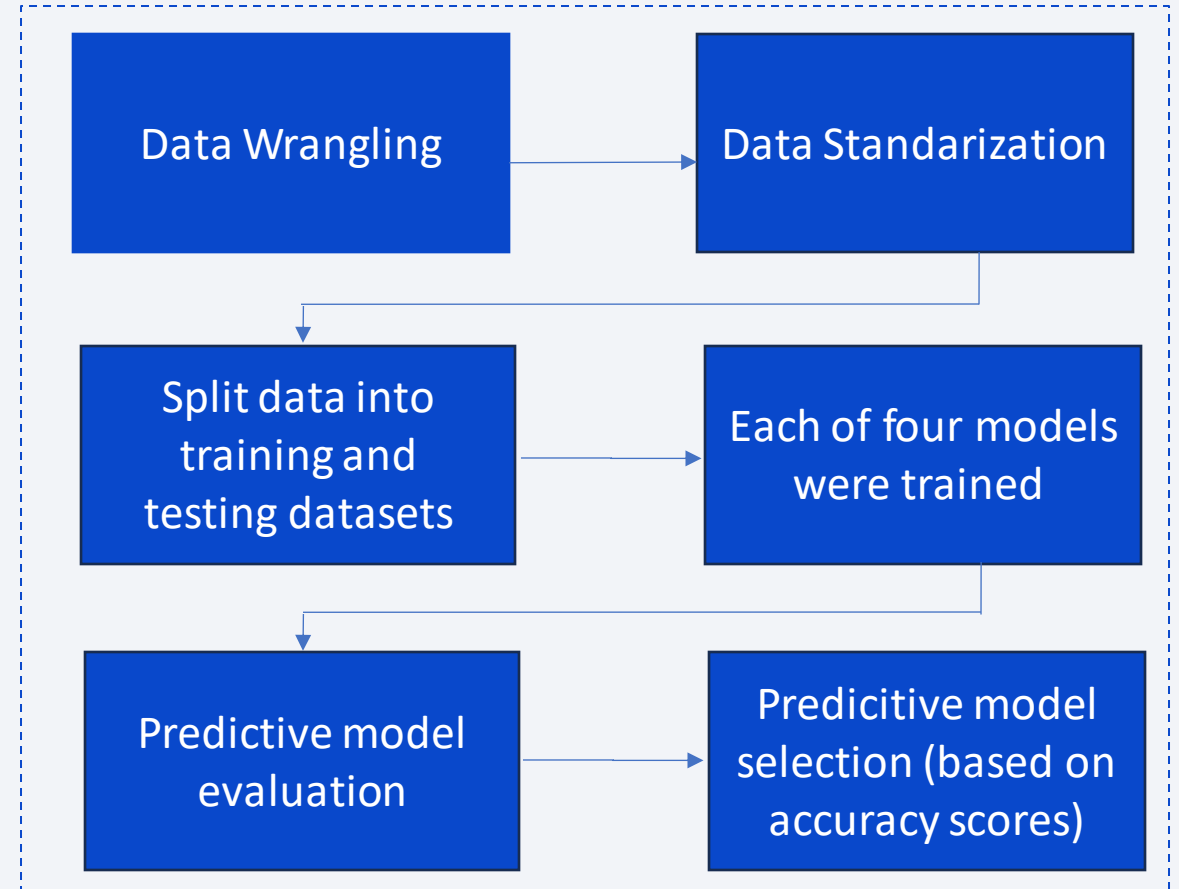 Data Wrangling
Data Standarization
Split data into
training and
testing datasets
Each of four models
were trained
Predictive model
evaluation
Predicitive model
selection (based on
accuracy scores)